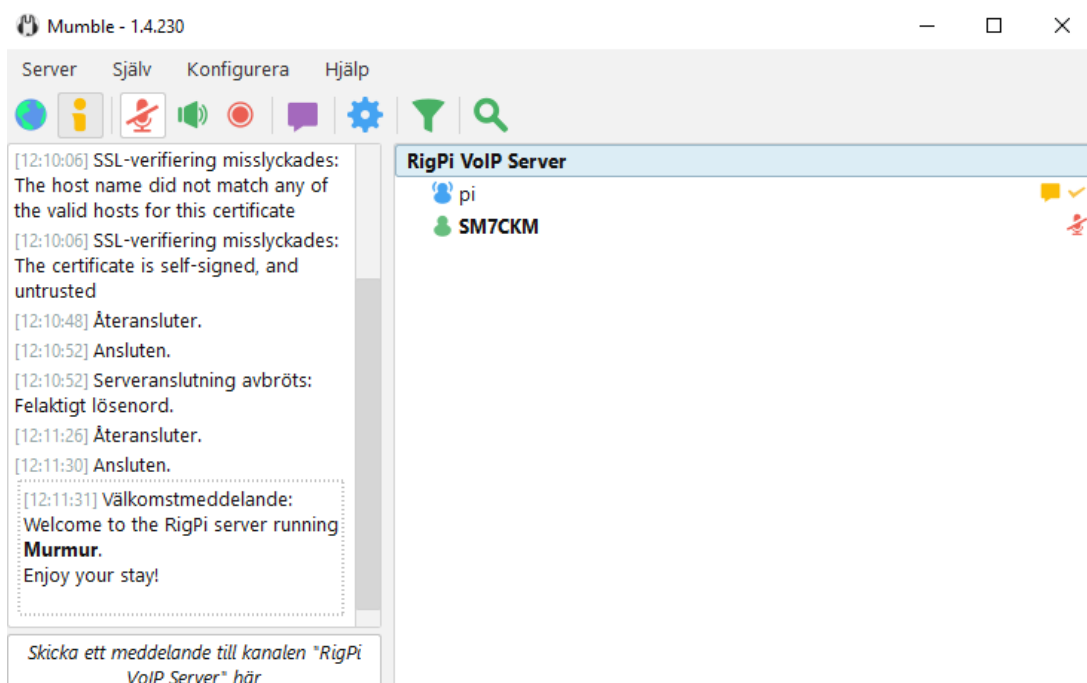 Mumble - 1.4.230
Server Själv Konfigurera Hjälp
[12:10:06] SSL-verifiering misslyckades:
The host name did not match any of
the valid hosts for this certificate
[12:10:06] SSL-verifiering misslyckades:
The certificate is self-signed, and
untrusted
[12:10:48] Återansluter.
[12:10:52] Ansluten.
[12:10:52] Serveranslutning avbröts:
Felaktigt lösenord.
[12:11:26] Återansluter.
[12:11:30] Ansluten.
[12:11:31] Välkomstmeddelande:
Welcome to the RigPi server running
Murmur.
Enjoy your stay!
Skicka ett meddelande till kanalen "RigPi
VoIP Server" här
RigPi VoIP Server
pi
SM7CKM